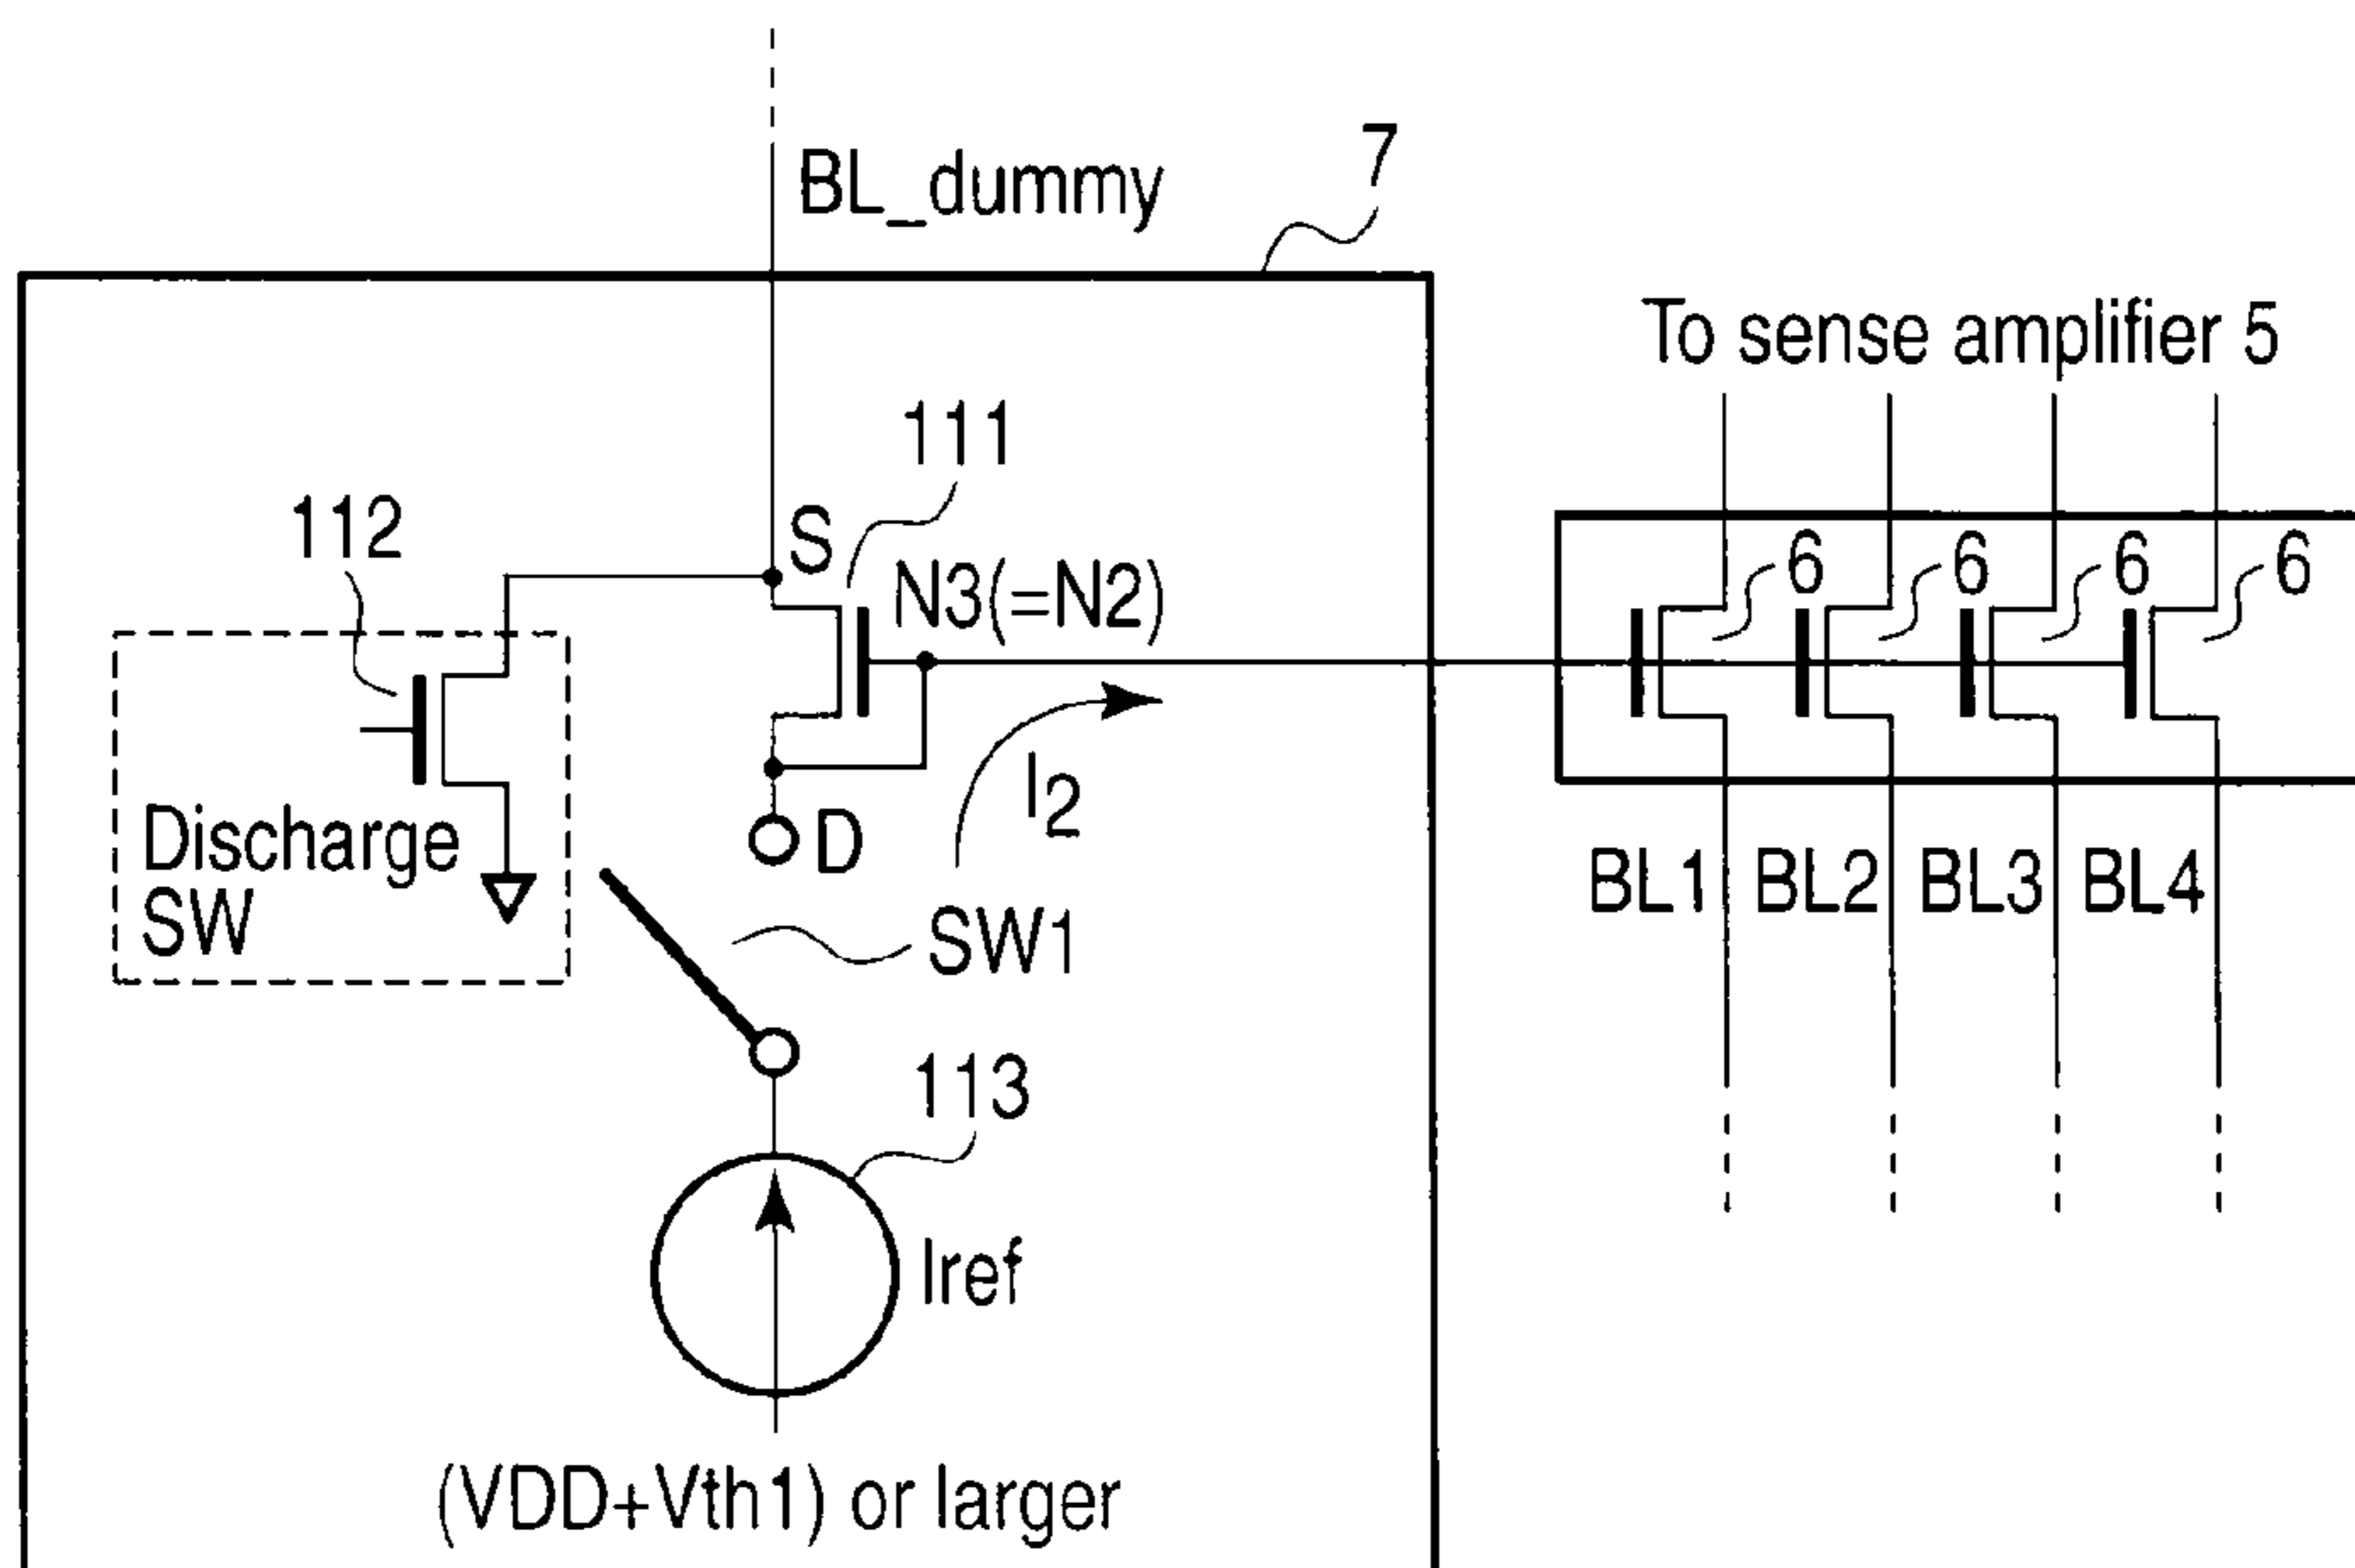 BL_dummy
7
To sense amplifier 5
111
112
S
N3(=N2)
6 6 6 6
I2
Discharge
SW
D
BL1 BL2 BL3 BL4
SW1
113
Iref
(VDD+Vth1) or larger